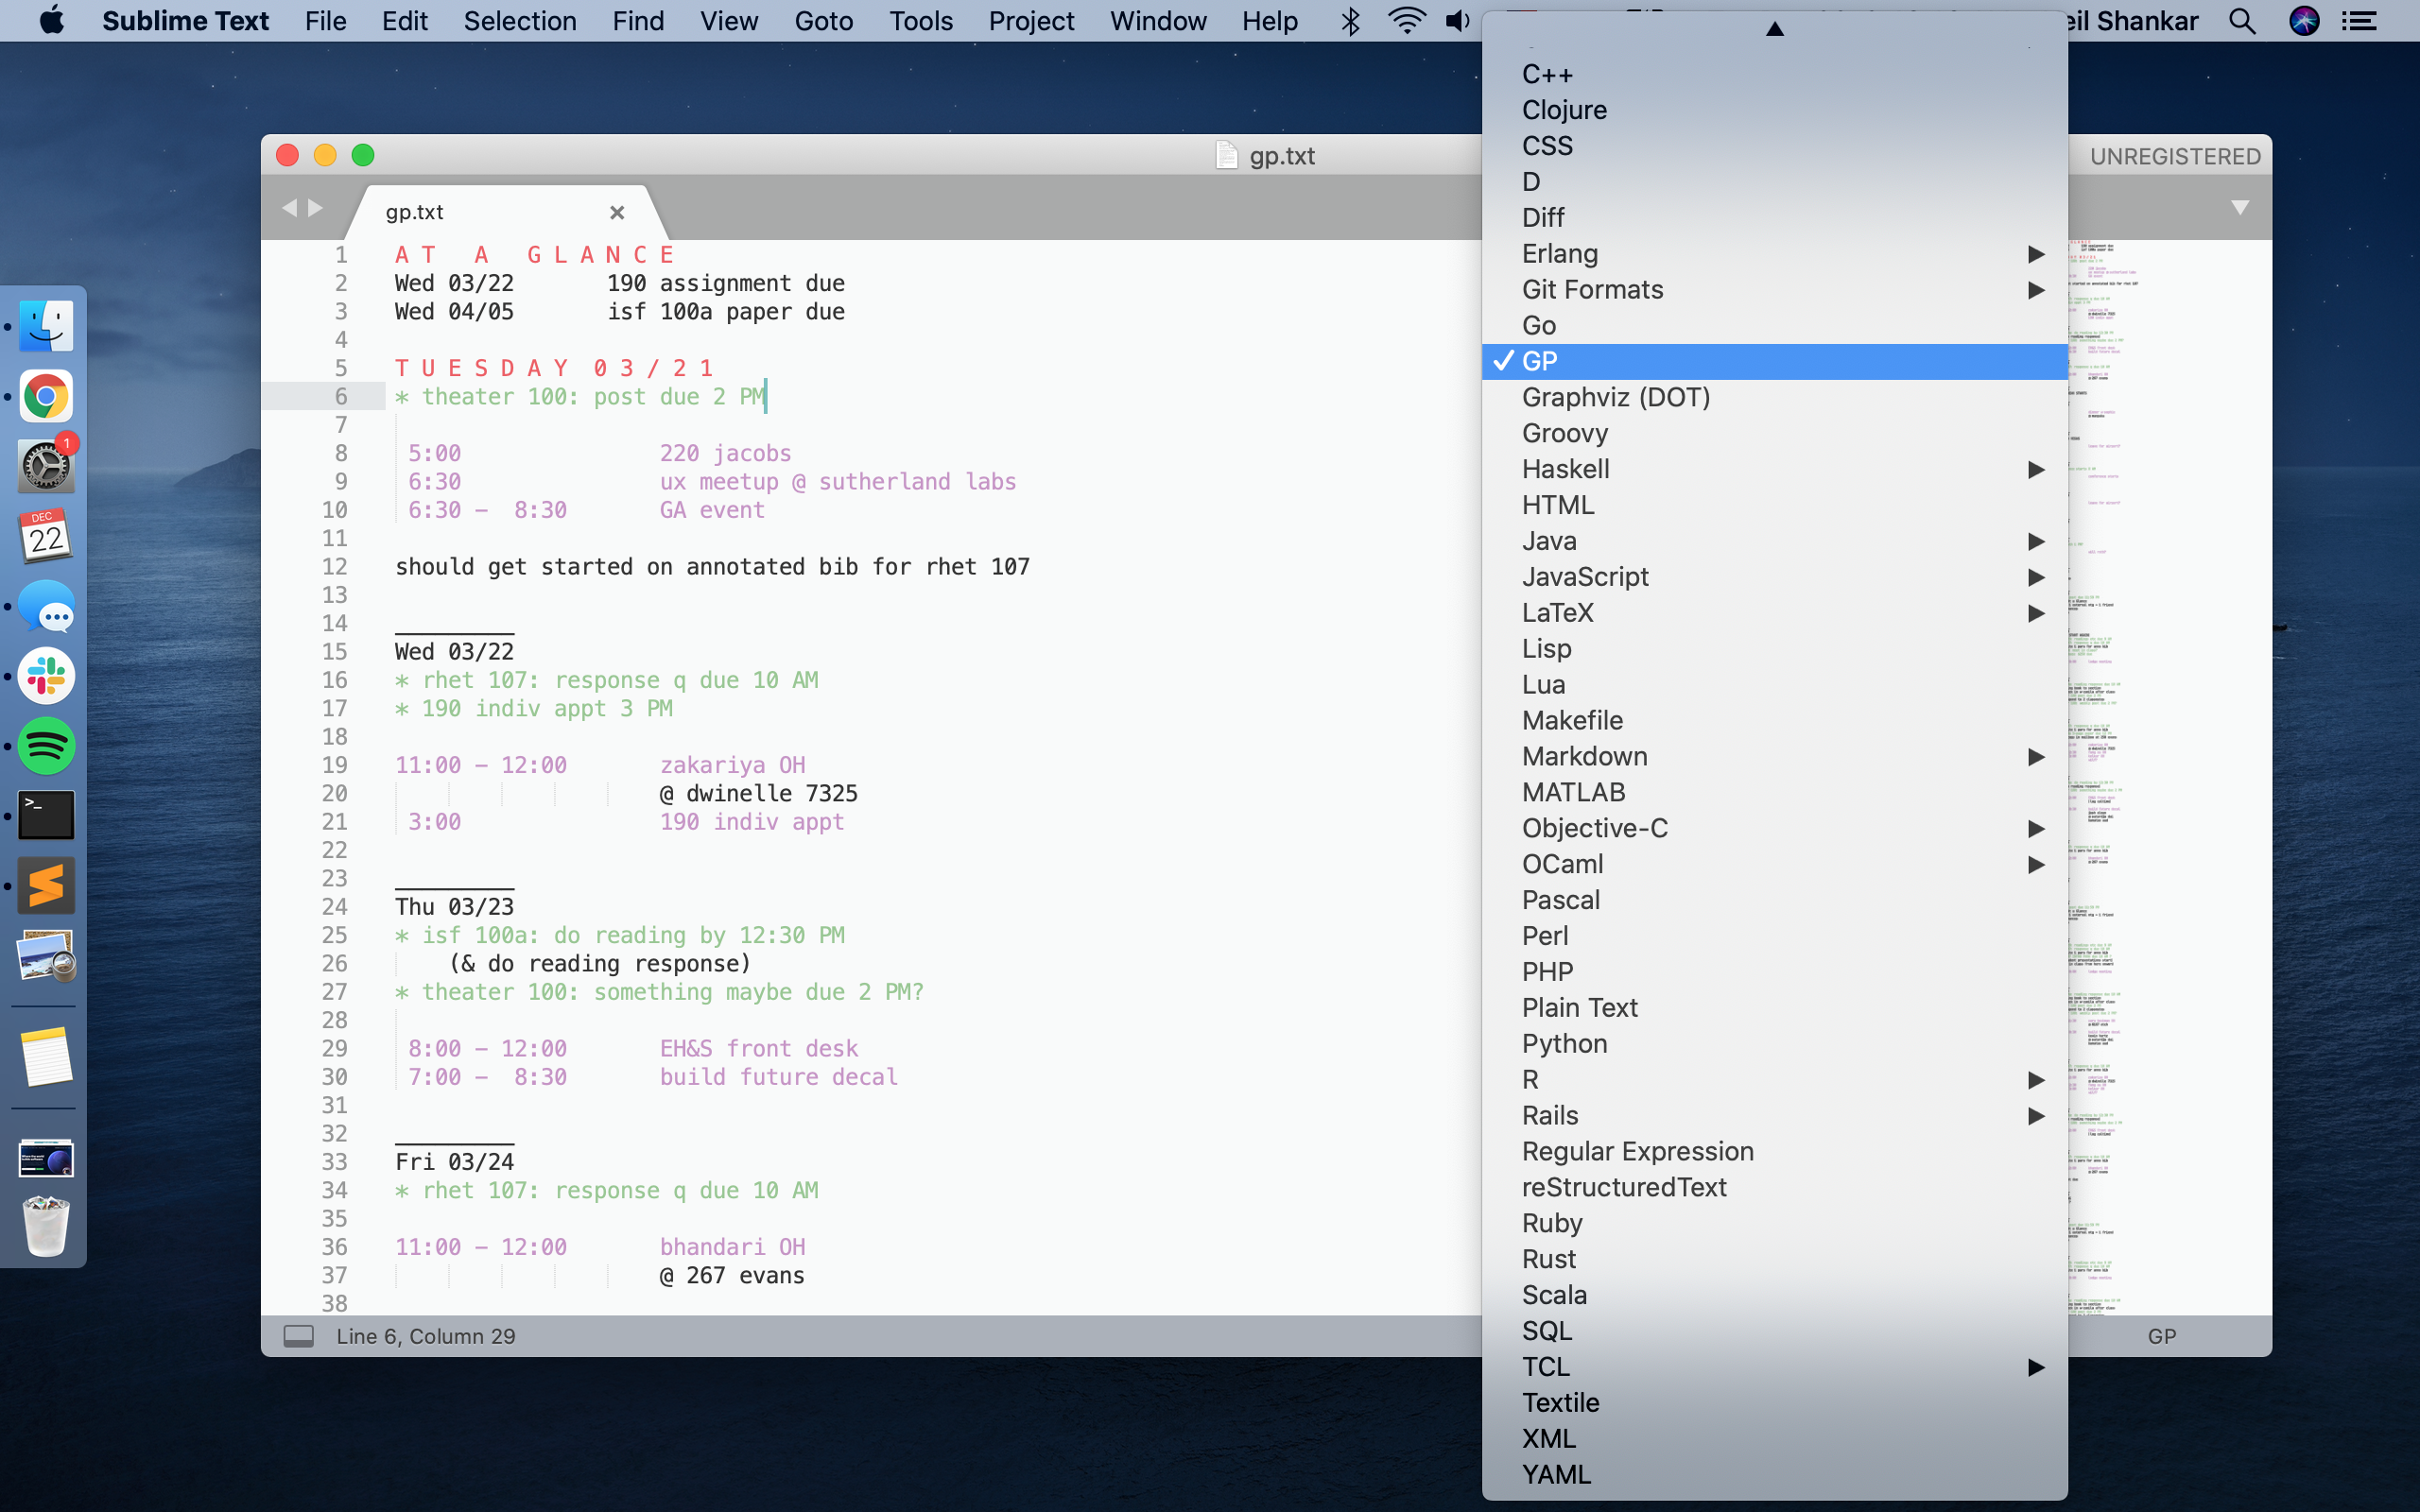 Sublime Text File Edit Selection Find View Goto Tools Project Window Help eil Shankar
gp.txt UNREGISTERED
gp.txt
1 A T   A   G L A N C E
2 Wed 03/22       190 assignment due
3 Wed 04/05       isf 100a paper due
4
5 T U E S D A Y  0 3 / 2 1
6 * theater 100: post due 2 PM
7
8  5:00               220 jacobs
9  6:30               ux meetup @ sutherland labs
10  6:30 –  8:30       GA event
11
12 should get started on annotated bib for rhet 107
13
14 _________
15 Wed 03/22
16 * rhet 107: response q due 10 AM
17 * 190 indiv appt 3 PM
18
19 11:00 – 12:00       zakariya OH
20                     @ dwinelle 7325
21  3:00               190 indiv appt
22
23 _________
24 Thu 03/23
25 * isf 100a: do reading by 12:30 PM
26     (& do reading response)
27 * theater 100: something maybe due 2 PM?
28
29  8:00 – 12:00       EH&S front desk
30  7:00 –  8:30       build future decal
31
32 _________
33 Fri 03/24
34 * rhet 107: response q due 10 AM
35
36 11:00 – 12:00       bhandari OH
37                     @ 267 evans
38
Line 6, Column 29 GP
C++
Clojure
CSS
D
Diff
Erlang
Git Formats
Go
✓ GP
Graphviz (DOT)
Groovy
Haskell
HTML
Java
JavaScript
LaTeX
Lisp
Lua
Makefile
Markdown
MATLAB
Objective-C
OCaml
Pascal
Perl
PHP
Plain Text
Python
R
Rails
Regular Expression
reStructuredText
Ruby
Rust
Scala
SQL
TCL
Textile
XML
YAML
1
DEC
22